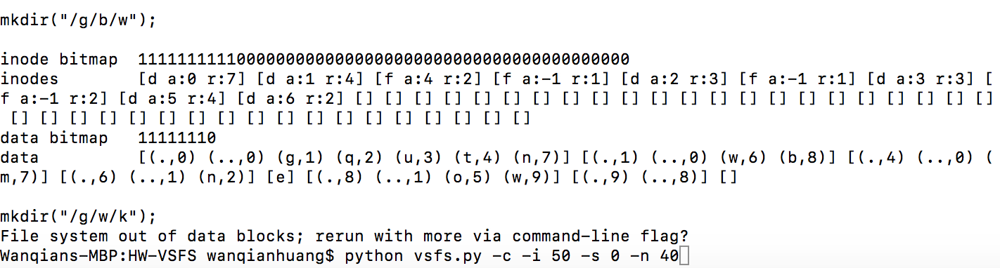 mkdir("/g/b/w");
inode bitmap  11111111110000000000000000000000000000000000000000
inodes        [d a:0 r:7] [d a:1 r:4] [f a:4 r:2] [f a:-1 r:1] [d a:2 r:3] [f a:-1 r:1] [d a:3 r:3] [
f a:-1 r:2] [d a:5 r:4] [d a:6 r:2] [] [] [] [] [] [] [] [] [] [] [] [] [] [] [] [] [] [] [] [] [] []
 [] [] [] [] [] [] [] [] [] [] [] [] [] [] [] [] [] []
data bitmap   11111110
data          [(.,0) (..,0) (g,1) (q,2) (u,3) (t,4) (n,7)] [(.,1) (..,0) (w,6) (b,8)] [(.,4) (..,0) (
m,7)] [(.,6) (..,1) (n,2)] [e] [(.,8) (..,1) (o,5) (w,9)] [(.,9) (..,8)] []
mkdir("/g/w/k");
File system out of data blocks; rerun with more via command-line flag?
Wanqians-MBP:HW-VSFS wanqianhuang$ python vsfs.py -c -i 50 -s 0 -n 40